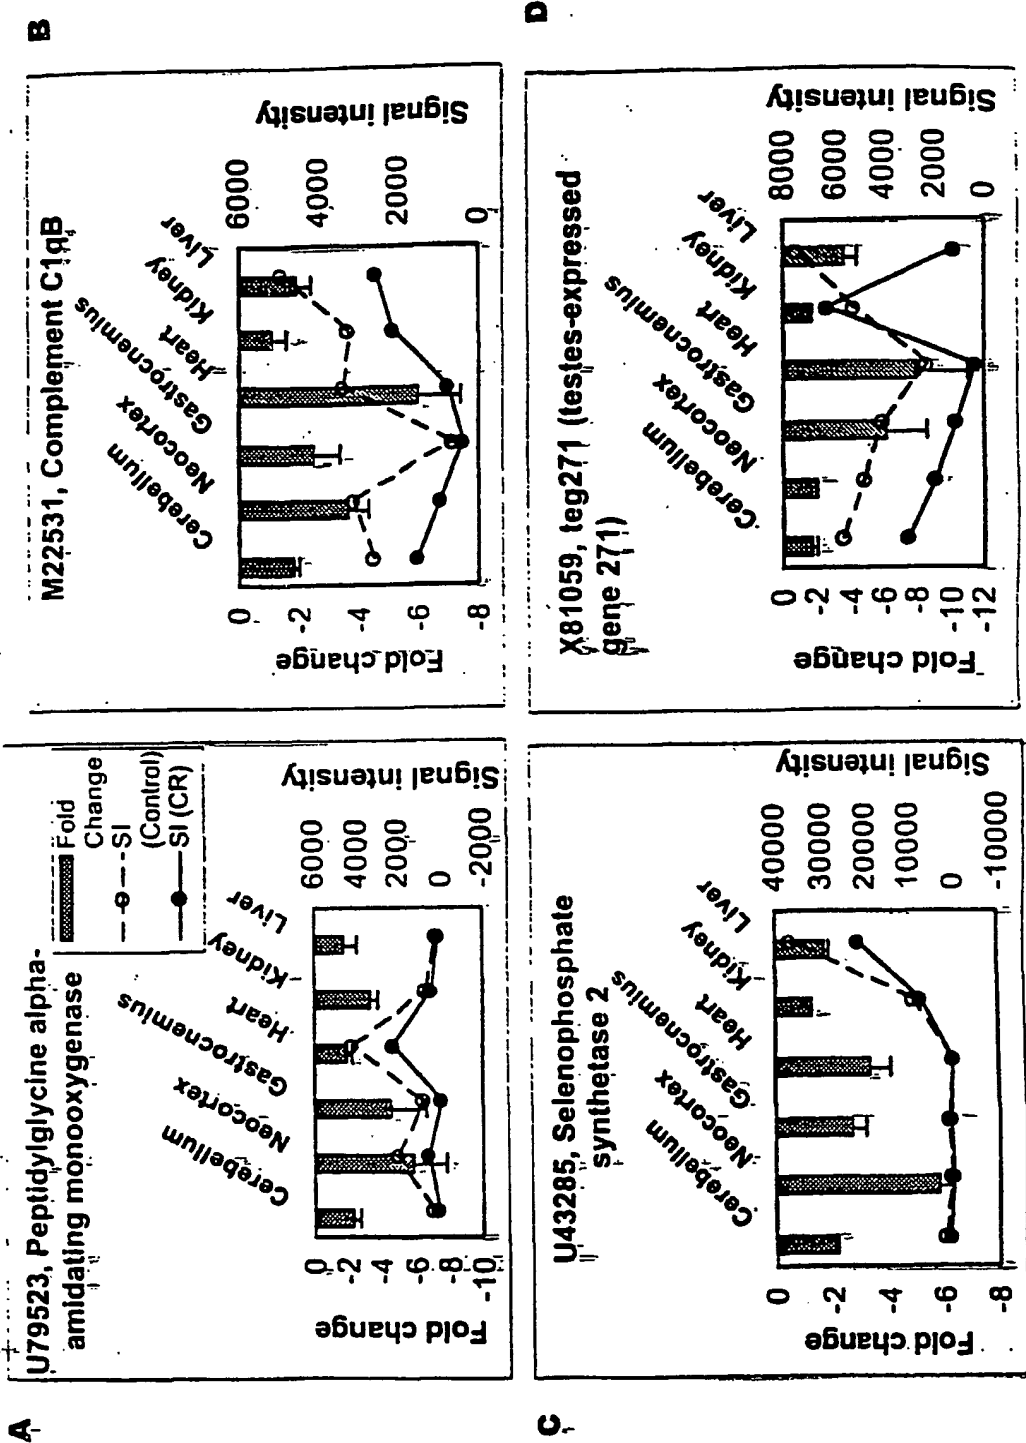 A
U79523, Peptidylglycine alpha-
amidating monooxygenase
Fold
Change
SI
(Control)
SI (CR)
Cerebellum
Neocortex
Gastrocnemius
Heart
Kidney
Liver
0
-2
-4
-6
-8
-10
Fold change
6000
4000
2000
0
-2000
Signal intensity
B
M22531, Complement C1qB
Cerebellum
Neocortex
Gastrocnemius
Heart
Kidney
Liver
0
-2
-4
-6
-8
Fold change
6000
4000
2000
0
Signal intensity
C
U43285, Selenophosphate
synthetase 2
Cerebellum
Neocortex
Gastrocnemius
Heart
Kidney
Liver
0
-2
-4
-6
-8
Fold change
40000
30000
20000
10000
0
-10000
Signal intensity
D
X81059, teg271 (testes-expressed
gene 271)
Cerebellum
Neocortex
Gastrocnemius
Heart
Kidney
Liver
0
-2
-4
-6
-8
-10
-12
Fold change
8000
6000
4000
2000
0
Signal intensity